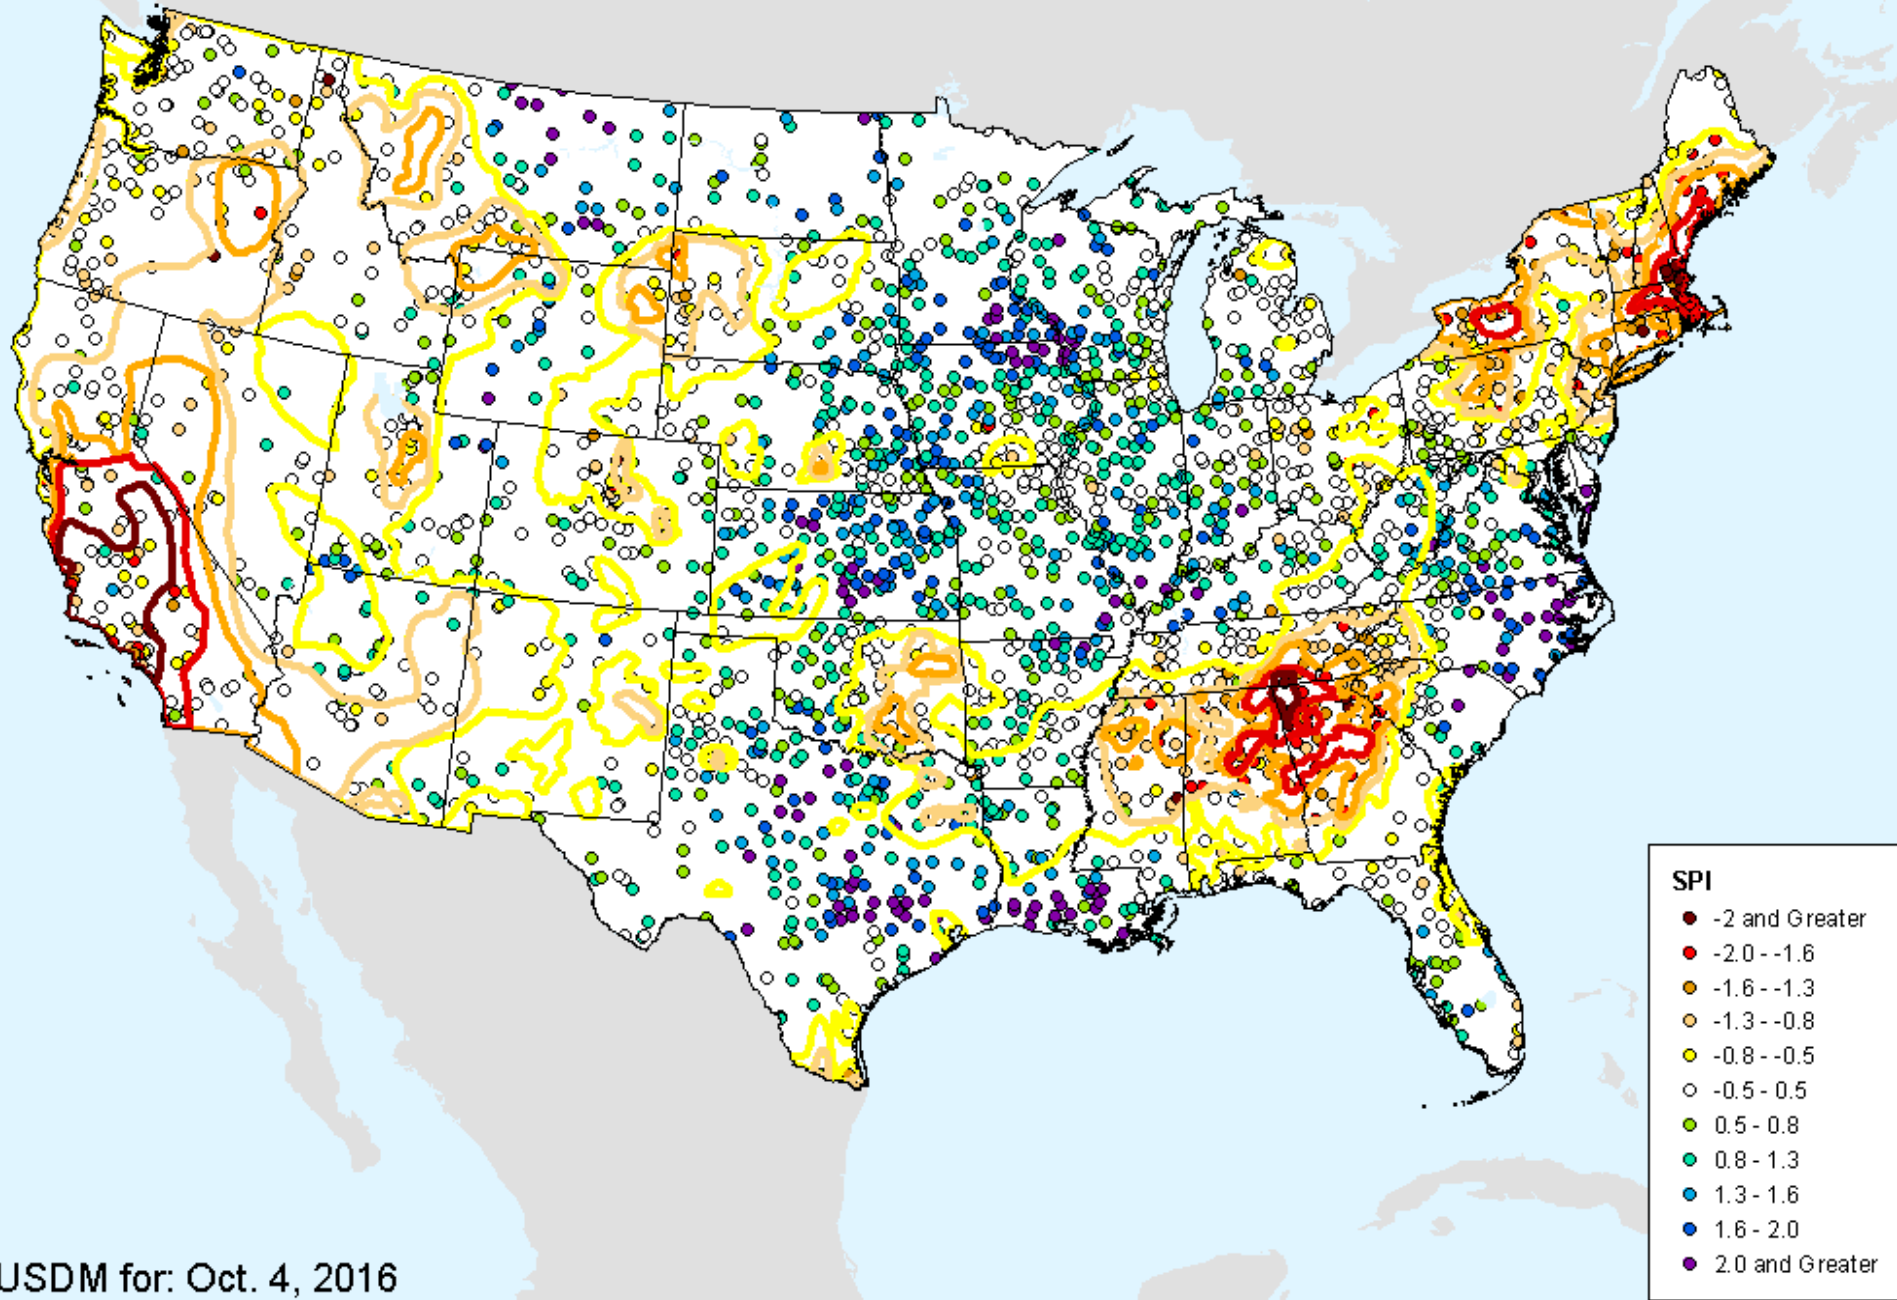 SPI
-2 and Greater
-2.0 - -1.6
-1.6 - -1.3
-1.3 - -0.8
-0.8 - -0.5
-0.5 - 0.5
0.5 - 0.8
0.8 - 1.3
1.3 - 1.6
1.6 - 2.0
2.0 and Greater
USDM for: Oct. 4, 2016